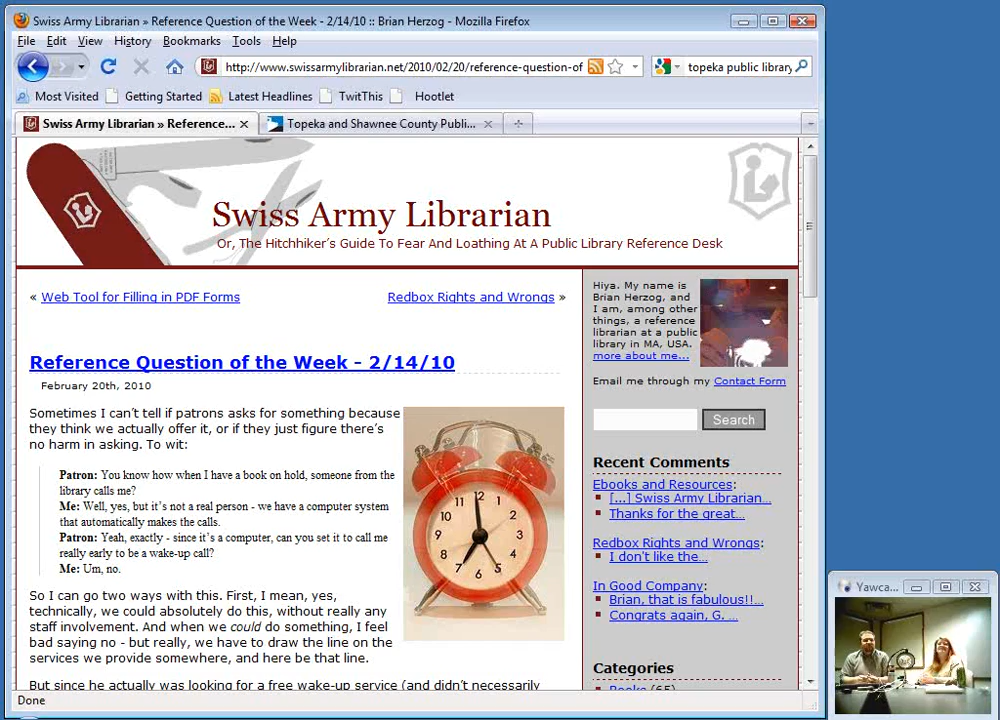 Swiss Army Librarian » Reference Question of the Week - 2/14/10 :: Brian Herzog - Mozilla Firefox
File Edit View History Bookmarks Tools Help
http://www.swissarmylibrarian.net/2010/02/20/reference-question-of
topeka public library
Most Visited Getting Started Latest Headlines TwitThis Hootlet
Swiss Army Librarian » Reference...
Topeka and Shawnee County Publi...
Swiss Army Librarian
Or, The Hitchhiker's Guide To Fear And Loathing At A Public Library Reference Desk
« Web Tool for Filling in PDF Forms
Redbox Rights and Wrongs »
Reference Question of the Week - 2/14/10
February 20th, 2010
Sometimes I can't tell if patrons asks for something because
they think we actually offer it, or if they just figure there's
no harm in asking. To wit:
Patron: You know how when I have a book on hold, someone from the
library calls me?
Me: Well, yes, but it's not a real person - we have a computer system
that automatically makes the calls.
Patron: Yeah, exactly - since it's a computer, can you set it to call me
really early to be a wake-up call?
Me: Um, no.
12
1
2
3
4
5
6
7
8
9
10
11
So I can go two ways with this. First, I mean, yes,
technically, we could absolutely do this, without really any
staff involvement. And when we could do something, I feel
bad saying no - but really, we have to draw the line on the
services we provide somewhere, and here be that line.
But since he actually was looking for a free wake-up service (and didn't necessarily
Hiya. My name is
Brian Herzog, and
I am, among other
things, a reference
librarian at a public
library in MA, USA.
more about me...
Email me through my Contact Form
Search
Recent Comments
Ebooks and Resources:
[...] Swiss Army Librarian...
Thanks for the great...
Redbox Rights and Wrongs:
I don't like the...
In Good Company:
Brian, that is fabulous!!...
Congrats again, G. ...
Categories
Books (65)
Done
Yawca...